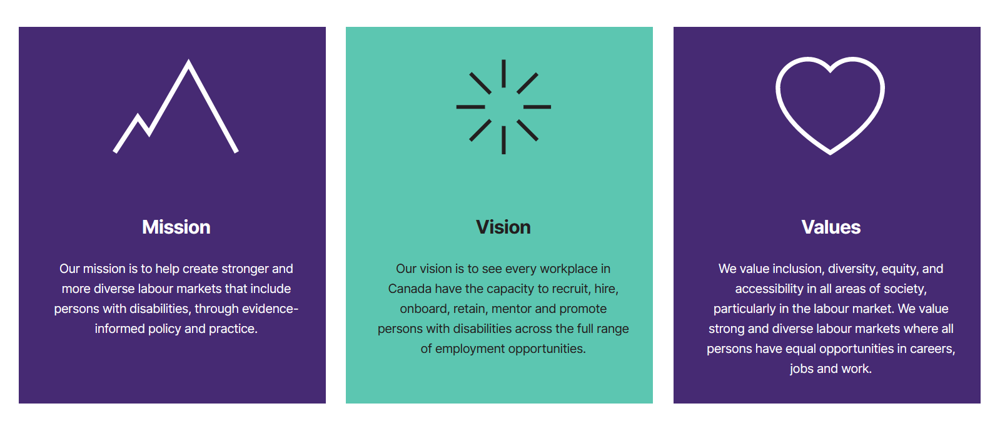 Mission
Our mission is to help create stronger and
more diverse labour markets that include
persons with disabilities, through evidence-
informed policy and practice.
Vision
Our vision is to see every workplace in
Canada have the capacity to recruit, hire,
onboard, retain, mentor and promote
persons with disabilities across the full range
of employment opportunities.
Values
We value inclusion, diversity, equity, and
accessibility in all areas of society,
particularly in the labour market. We value
strong and diverse labour markets where all
persons have equal opportunities in careers,
jobs and work.